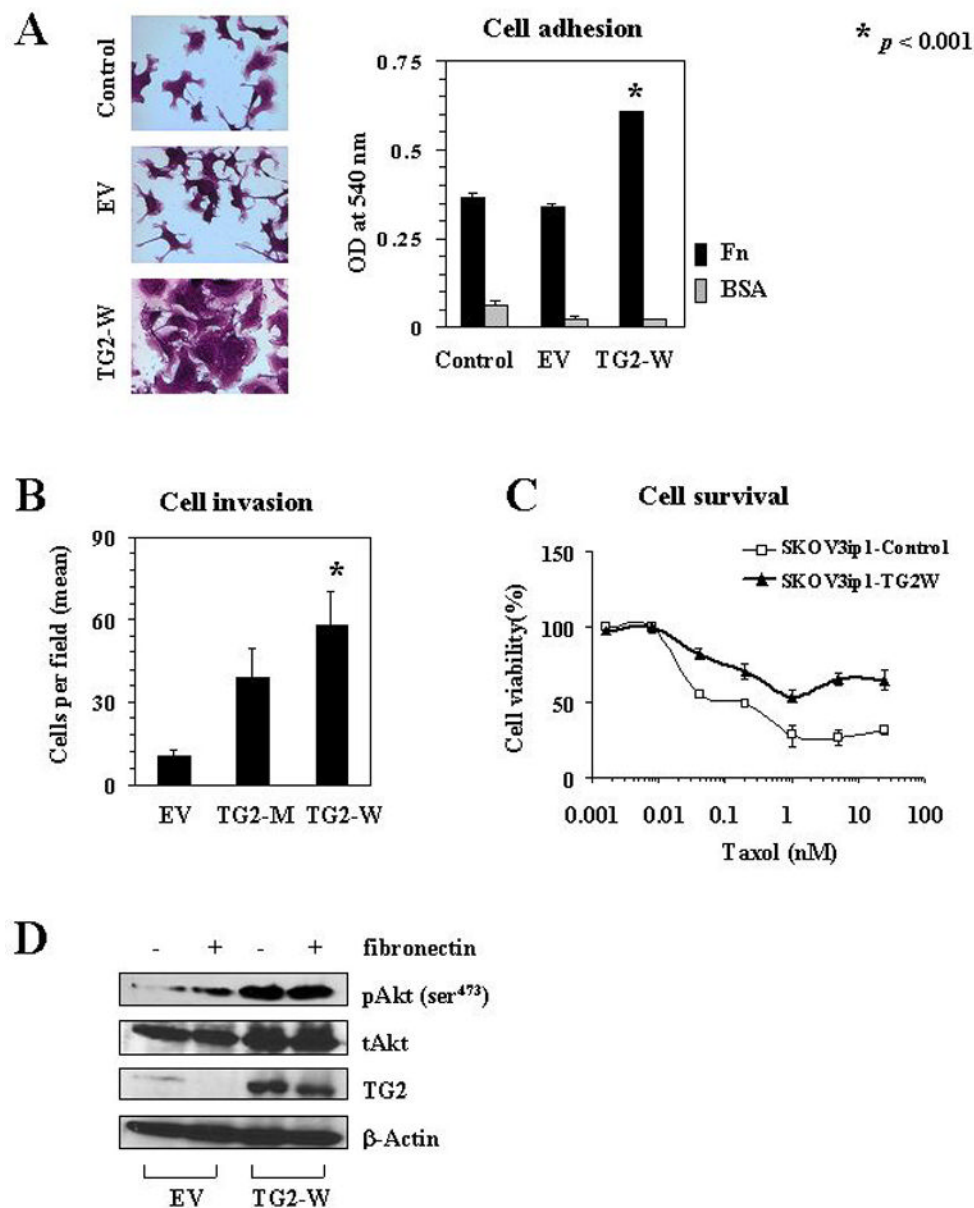 A
Control
EV
TG2-W
Cell adhesion
* p < 0.001
OD at 540 nm
0.75
0.5
0.25
0
*
Control EV TG2-W
Fn
BSA
B
Cell invasion
Cells per field (mean)
90
60
30
0
*
EV TG2-M TG2-W
C
Cell survival
SKOV3ip1-Control
SKOV3ip1-TG2W
Cell viability(%)
150
100
50
0
0.001 0.01 0.1 1 10 100
Taxol (nM)
D
- + - + fibronectin
pAkt (ser473)
tAkt
TG2
β-Actin
EV TG2-W